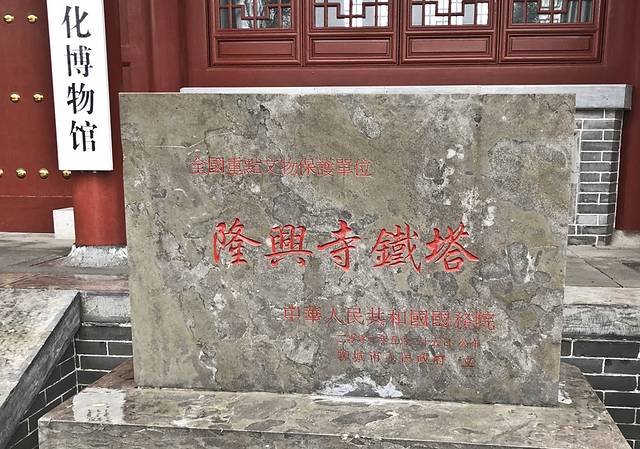 化博物馆
全國重點文物保護單位
隆興寺鐵塔
中華人民共和國國務院
聊城市人民政府 立